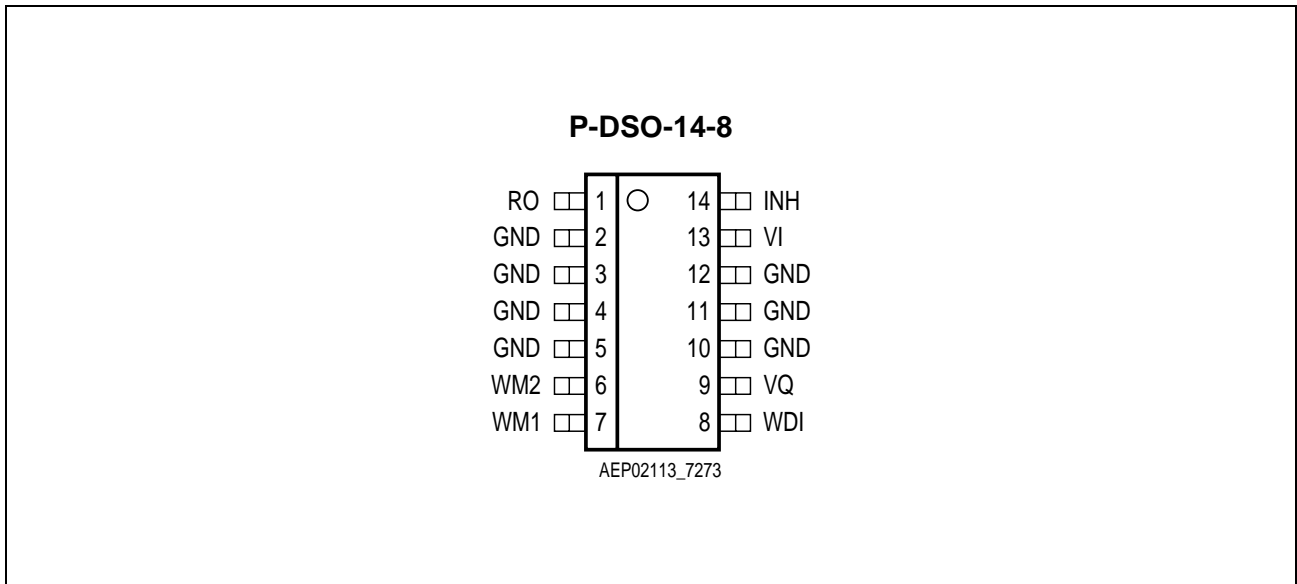 P-DSO-14-8
RO 1 14 INH
GND 2 13 VI
GND 3 12 GND
GND 4 11 GND
GND 5 10 GND
WM2 6 9 VQ
WM1 7 8 WDI
AEP02113_7273